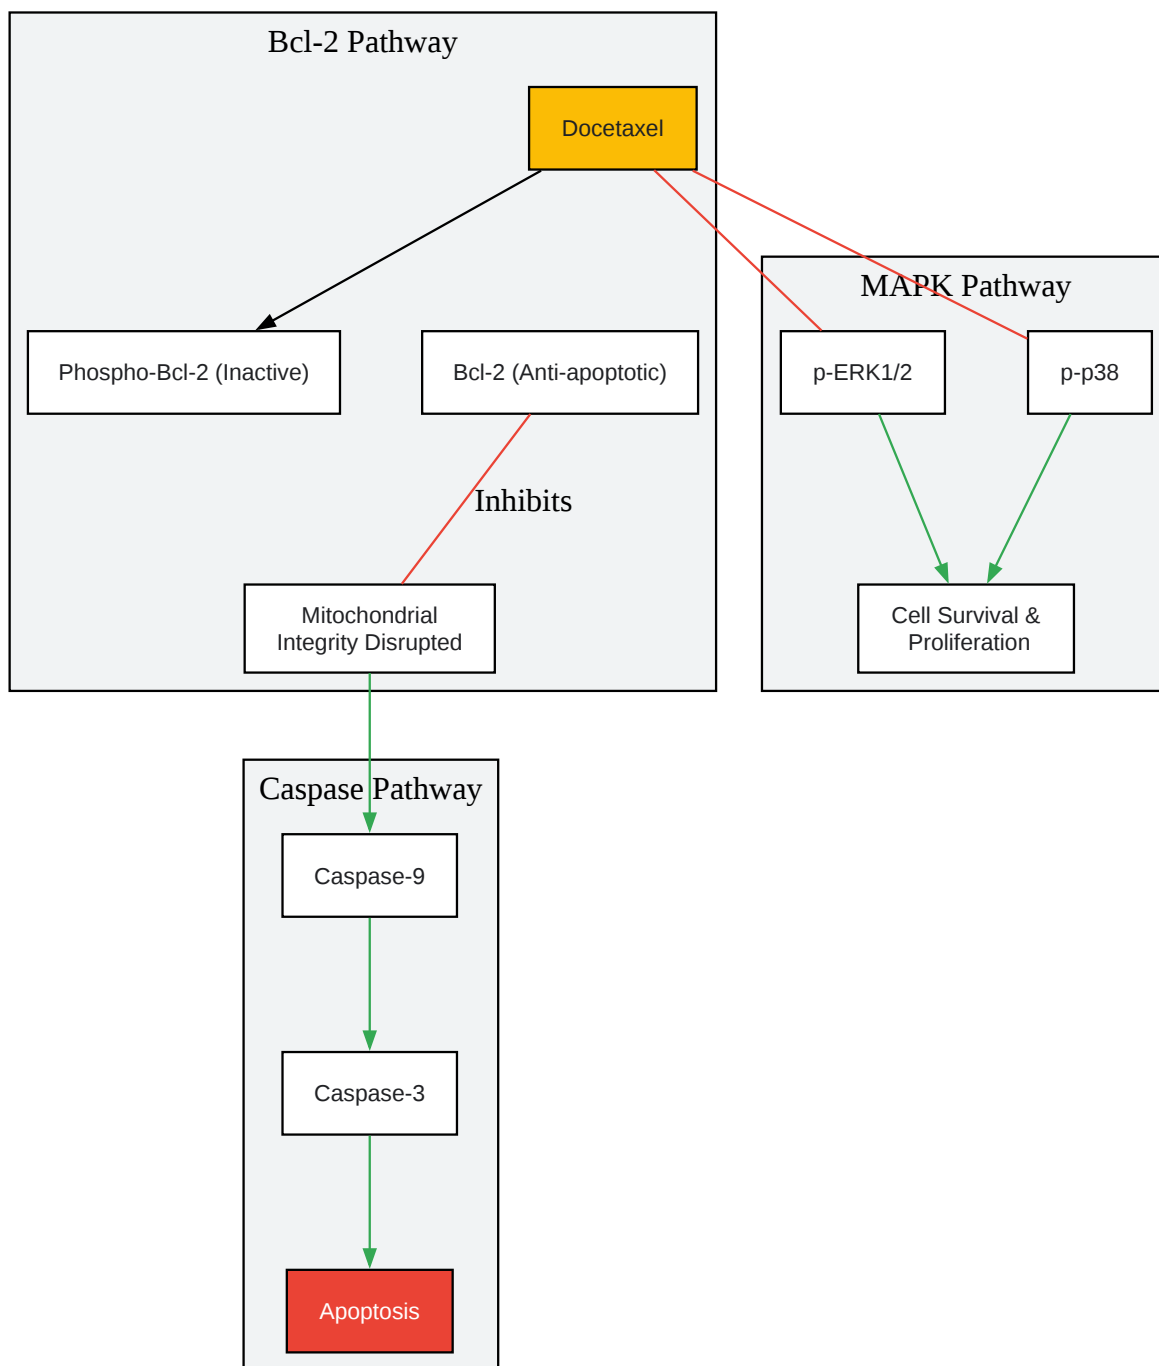 Bcl-2 Pathway
Docetaxel
MAPK Pathway
Phospho-Bcl-2 (Inactive)
Bcl-2 (Anti-apoptotic)
p-ERK1/2
p-p38
Inhibits
Mitochondrial
Integrity Disrupted
Cell Survival &
Proliferation
Caspase Pathway
Caspase-9
Caspase-3
Apoptosis